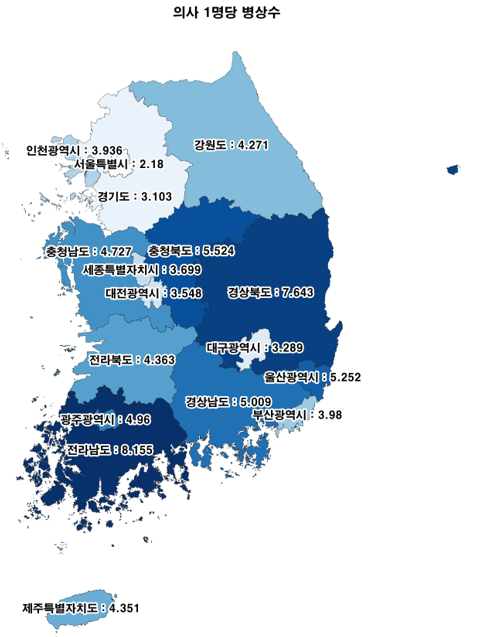 의사 1명당 병상수
강원도 : 4.271
인천광역시 : 3.936
서울특별시 : 2.18
경기도 : 3.103
충청남도 : 4.727
충청북도 : 5.524
세종특별자치시 : 3.699
대전광역시 : 3.548
경상북도 : 7.643
대구광역시 : 3.289
전라북도 : 4.363
울산광역시 : 5.252
경상남도 : 5.009
부산광역시 : 3.98
광주광역시 : 4.96
전라남도 : 8.155
제주특별자치도 : 4.351